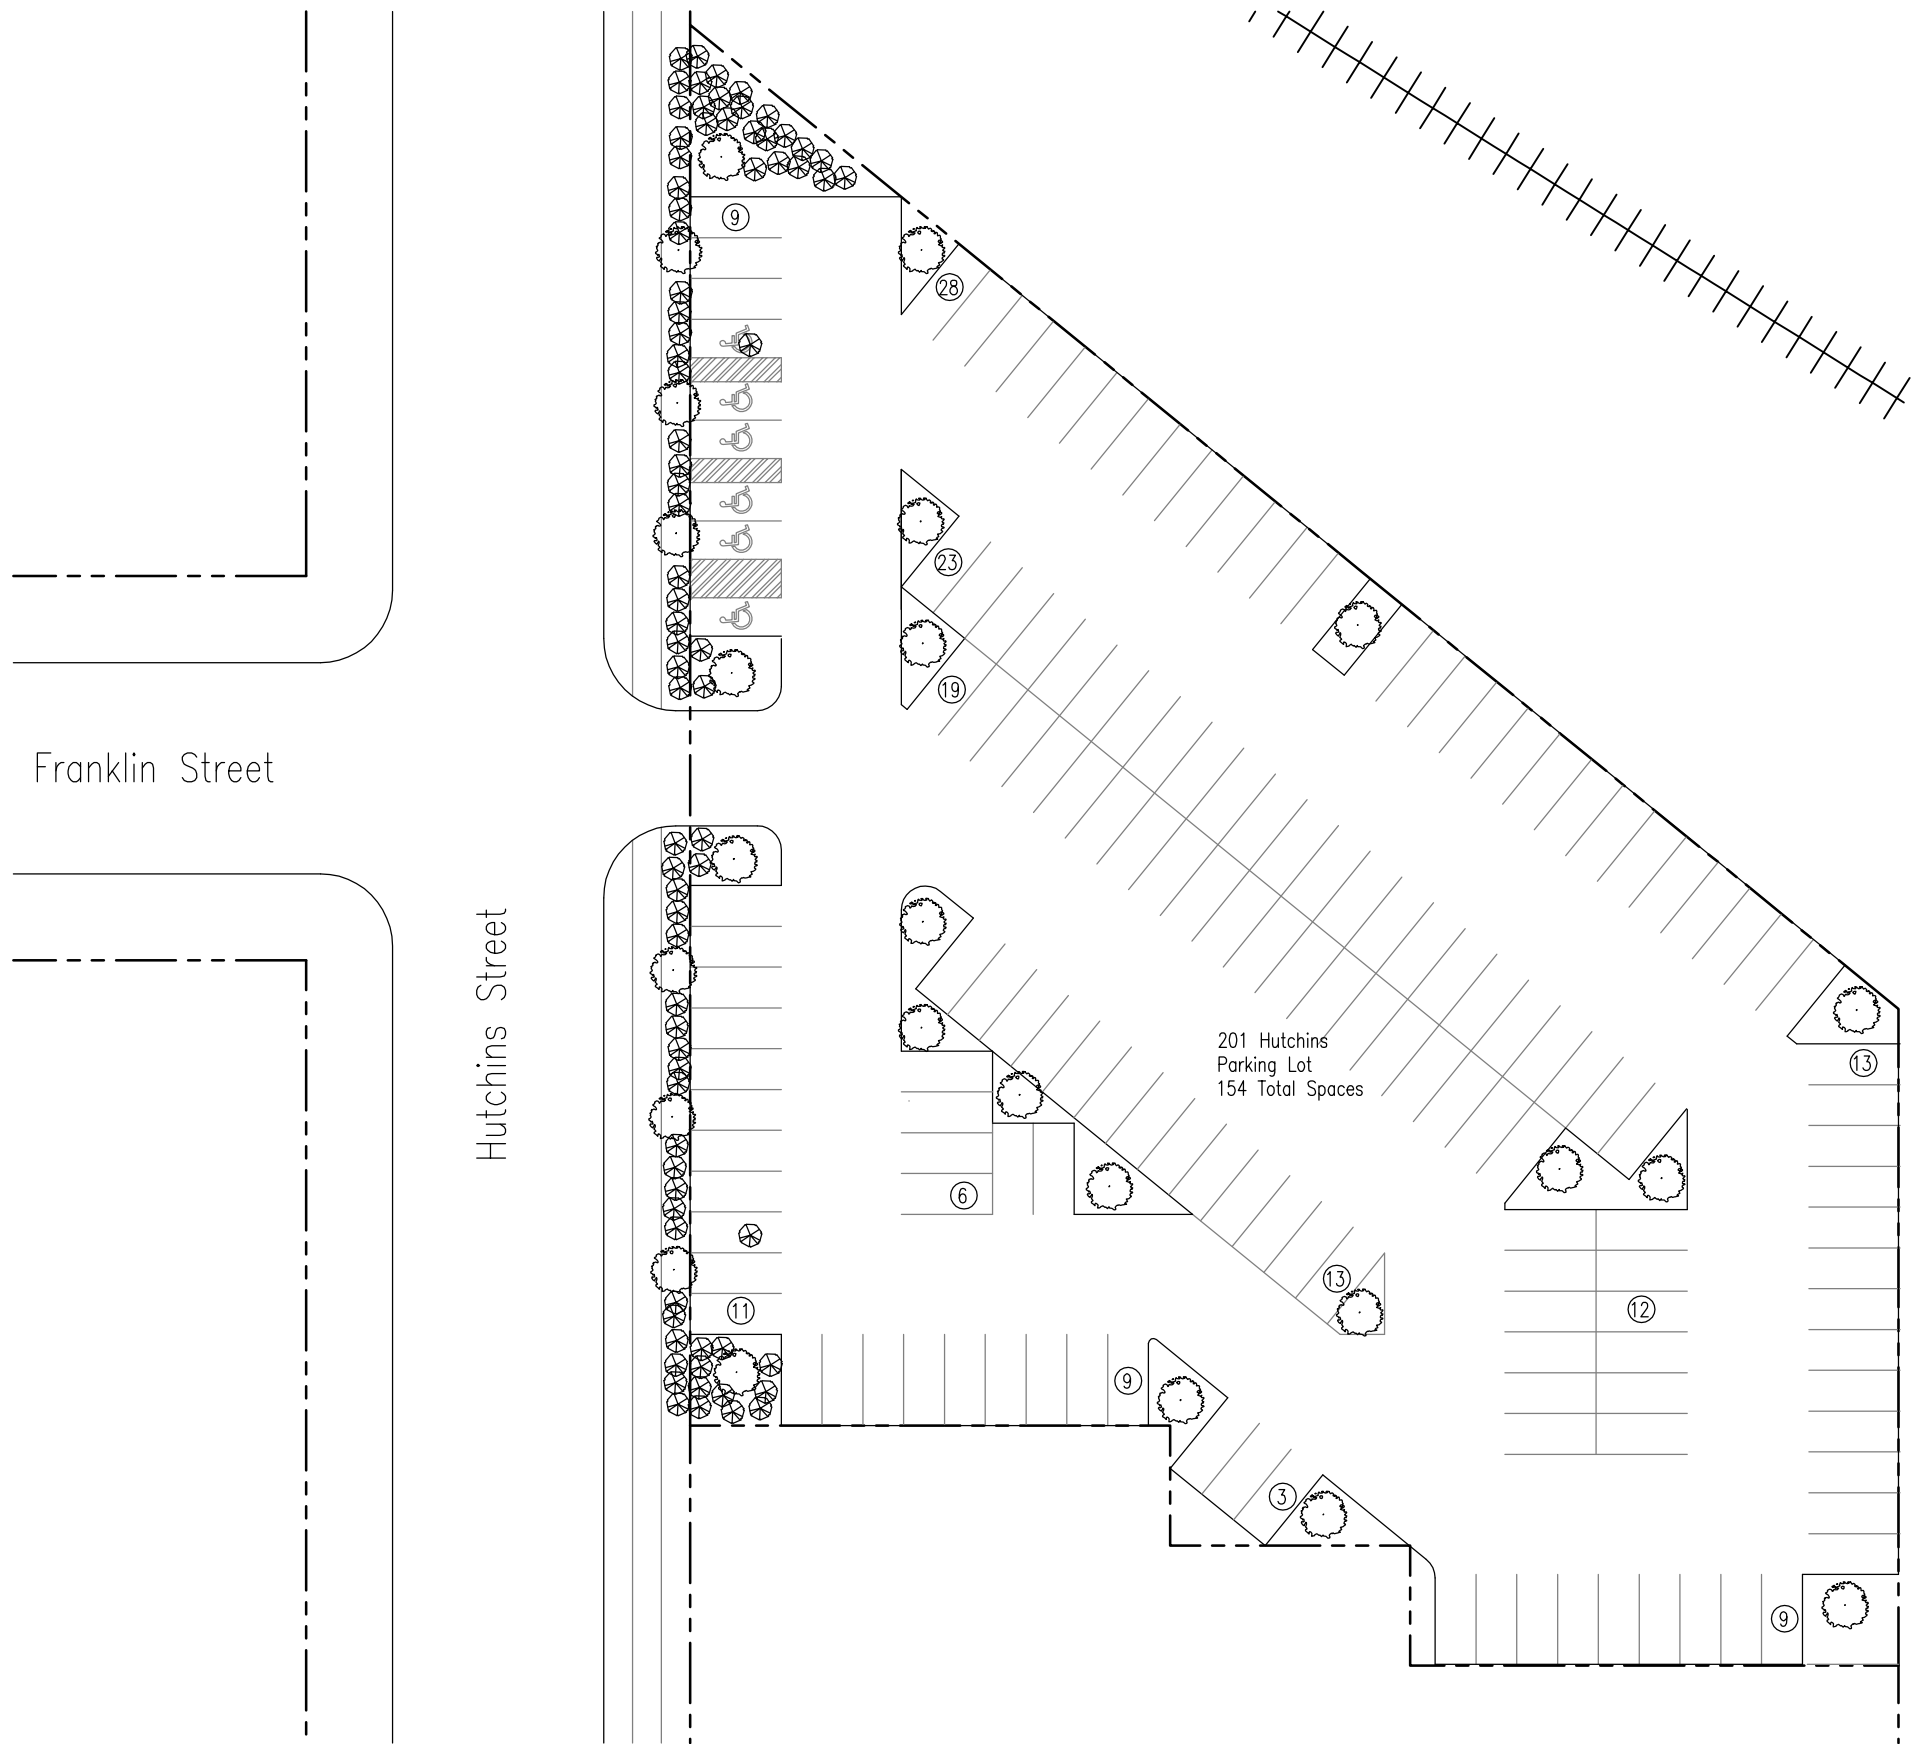 9
28
23
19
Franklin Street
Hutchins Street
201 Hutchins
Parking Lot
154 Total Spaces
13
6
13
12
11
9
3
9